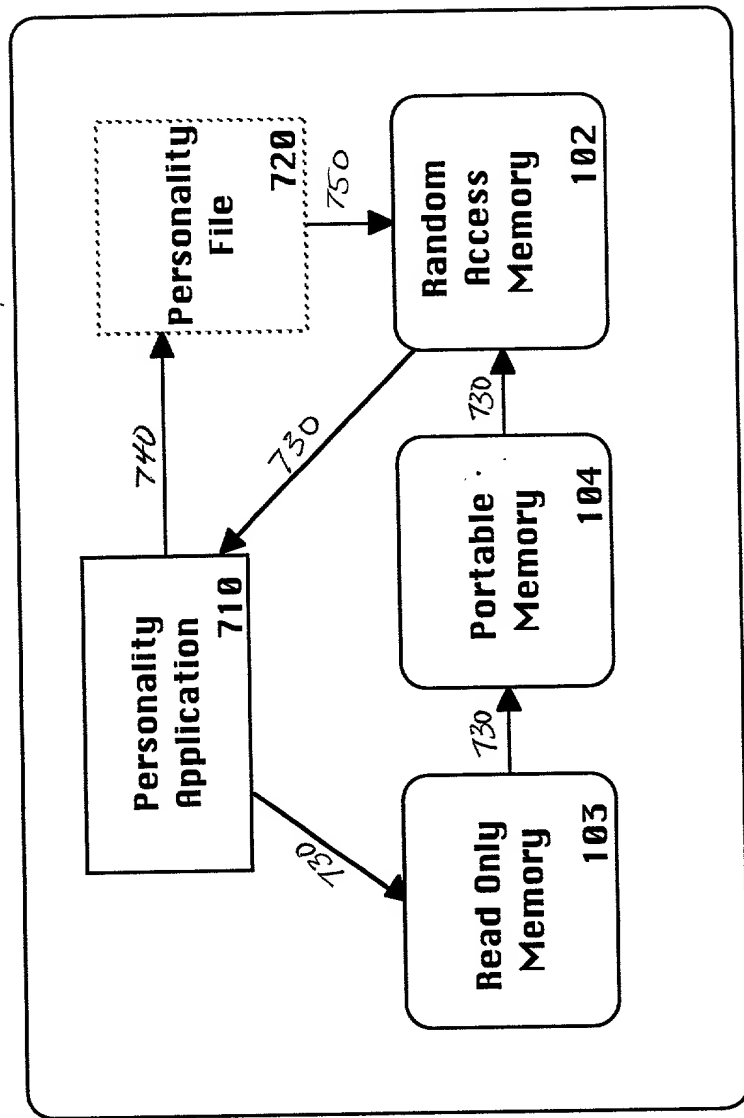 Personality
Application
710
740
Personality
File
720
730
730
750
Read Only
Memory
103
730
Portable
Memory
104
730
Random
Access
Memory
102